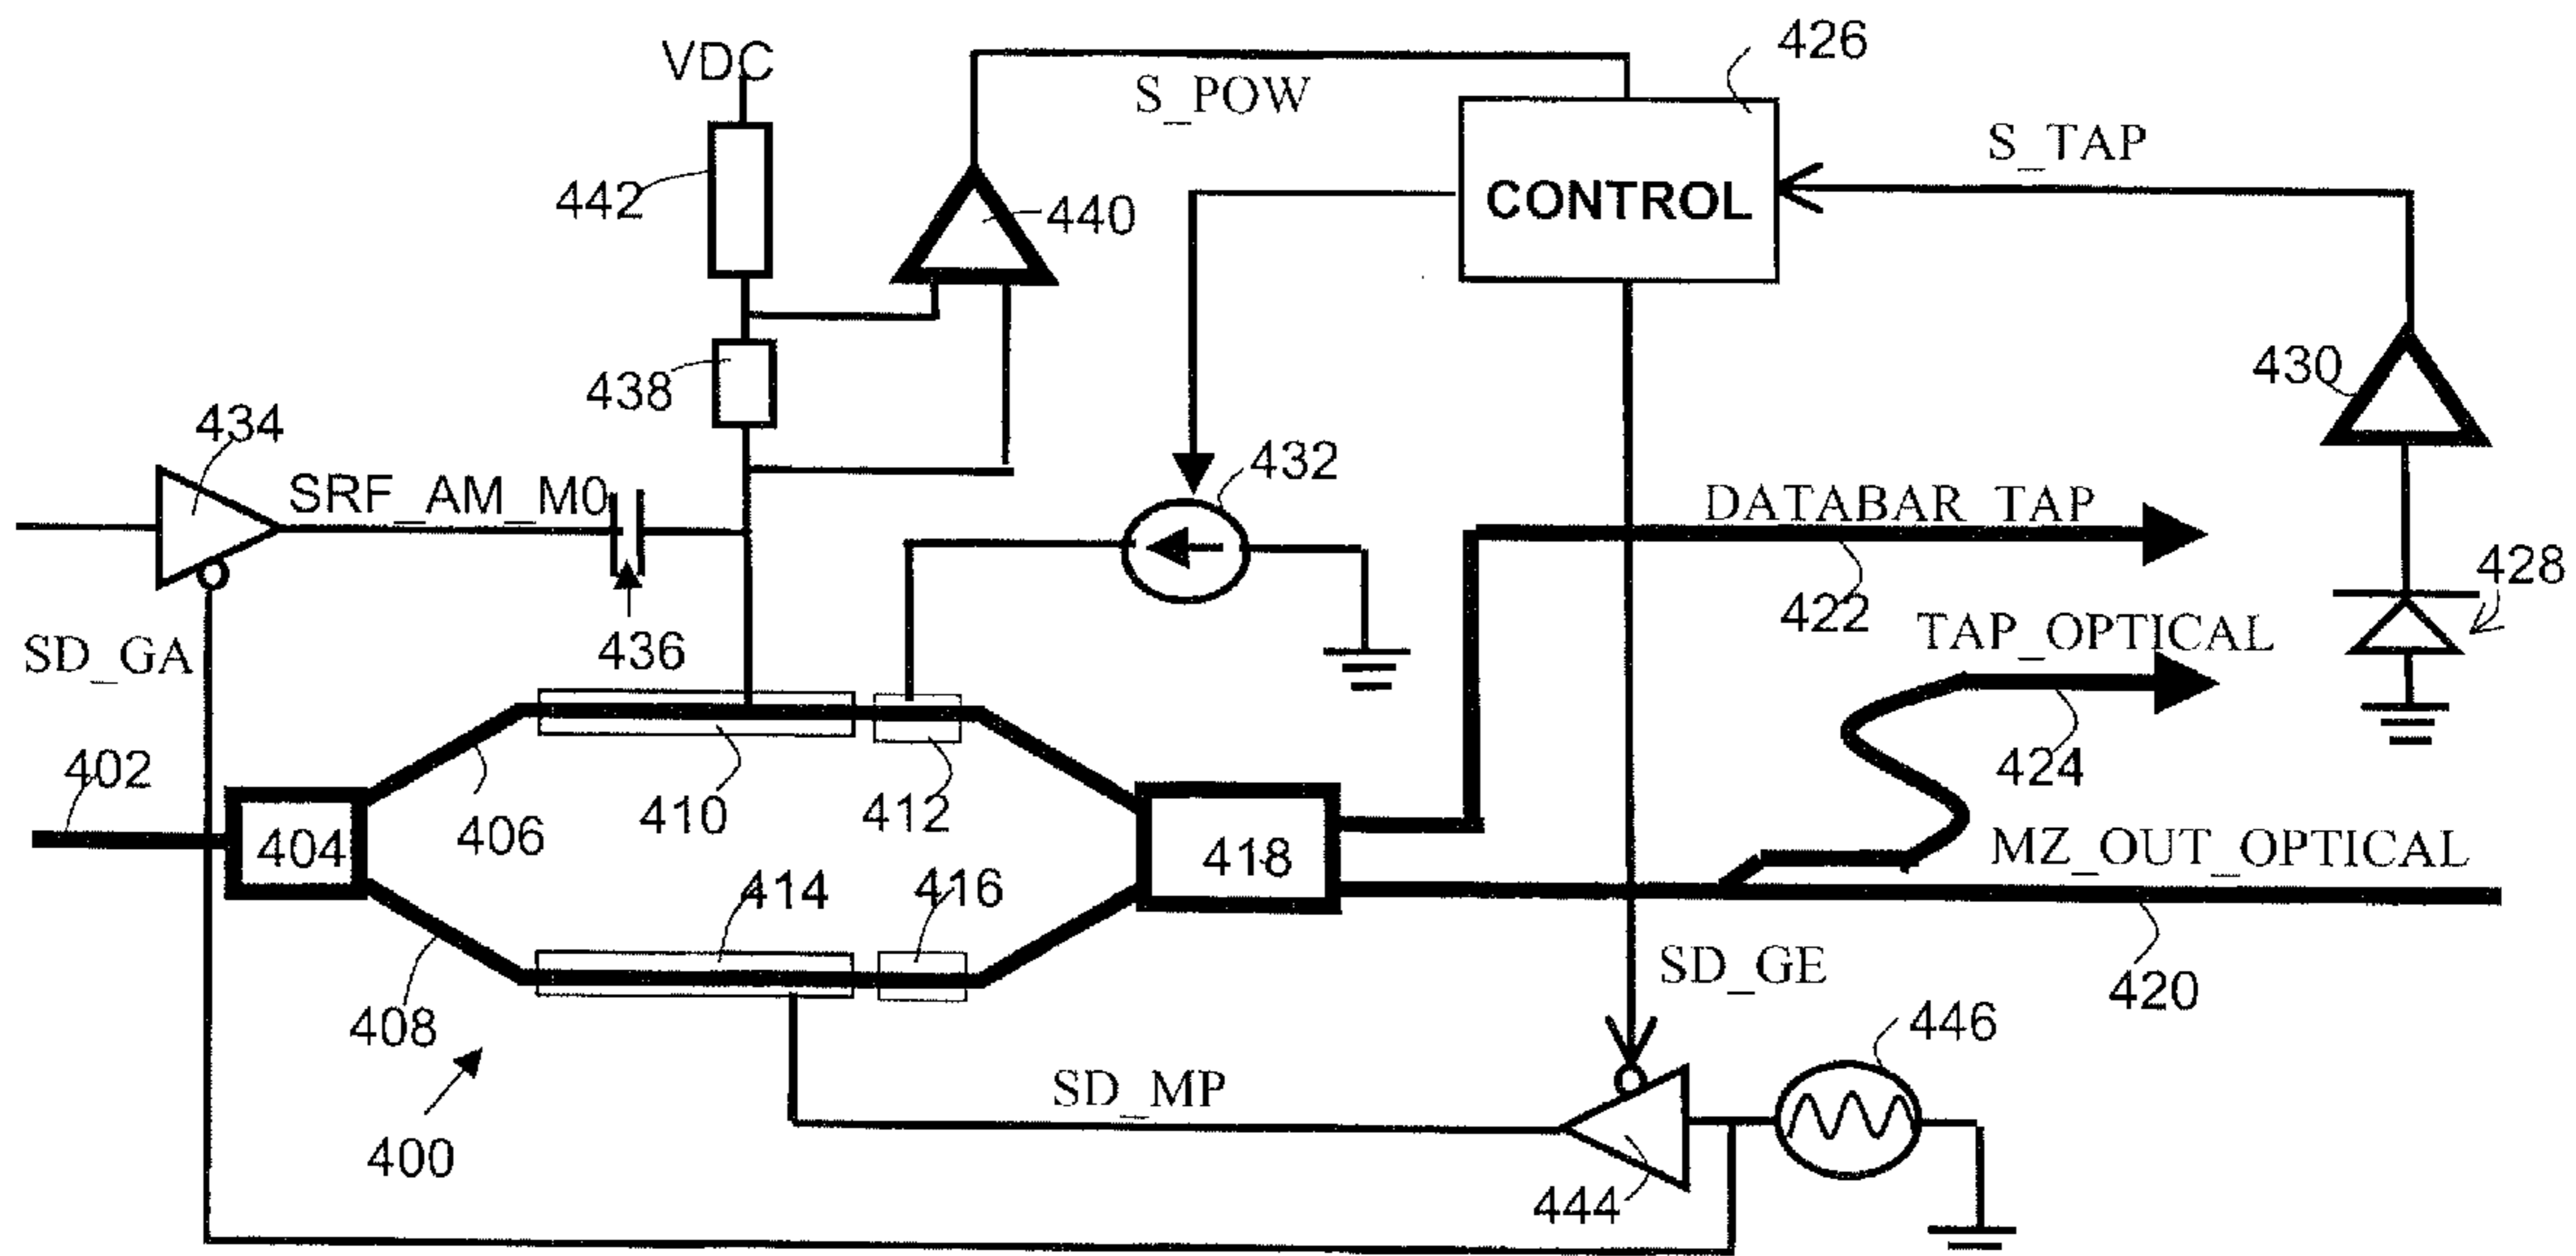 426
VDC
S_POW
S_TAP
442
440
CONTROL
430
438
434
432
SRF_AM_M0
DATABAR_TAP
428
422
436
TAP_OPTICAL
SD_GA
402
424
410
412
406
404
418
MZ_OUT_OPTICAL
414
416
SD_GE
420
408
446
SD_MP
400
444